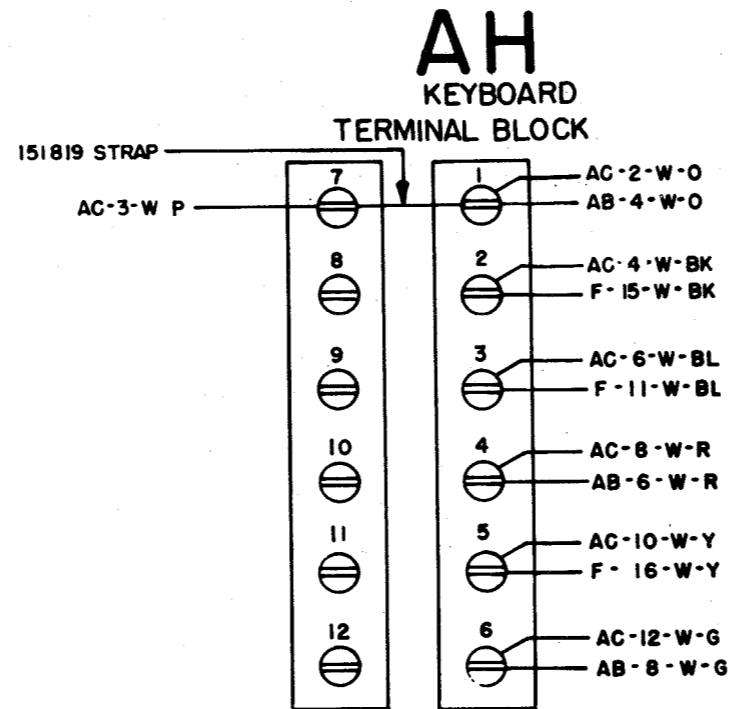 AH
KEYBOARD
TERMINAL BLOCK
151819 STRAP
7
1
AC-2-W-O
AC-3-W P
AB-4-W-O
8
2
AC-4-W-BK
F-15-W-BK
9
3
AC-6-W-BL
F-11-W-BL
10
4
AC-8-W-R
AB-6-W-R
11
5
AC-10-W-Y
F-16-W-Y
12
6
AC-12-W-G
AB-8-W-G